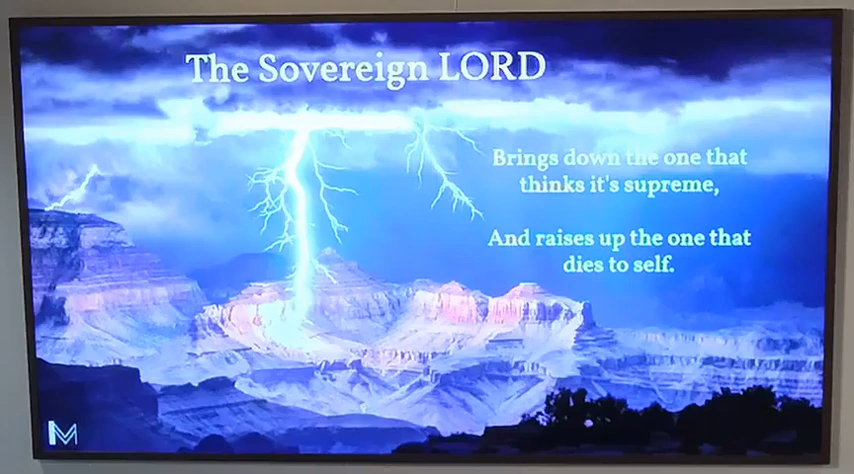 The Sovereign LORD
Brings down the one that
thinks it's supreme,
And raises up the one that
dies to self.